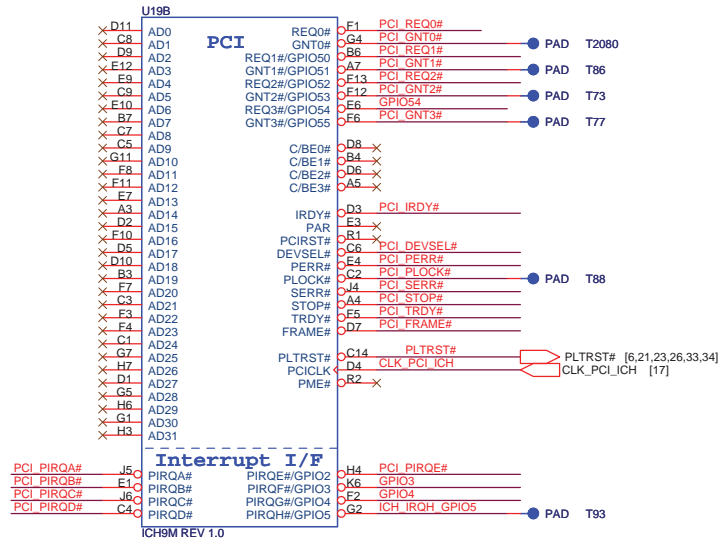 U19B
PCI
D11 AD0 REQ0# F1 PCI_REQ0#
C8 AD1 GNT0# G4 PCI_GNT0# PAD T2080
D9 AD2 REQ1#/GPIO50 B6 PCI_REQ1#
E12 AD3 GNT1#/GPIO51 A7 PCI_GNT1# PAD T86
E9 AD4 REQ2#/GPIO52 F13 PCI_REQ2#
C9 AD5 GNT2#/GPIO53 F12 PCI_GNT2# PAD T73
E10 AD6 REQ3#/GPIO54 E6 GPIO54
B7 AD7 GNT3#/GPIO55 F6 PCI_GNT3# PAD T77
C7 AD8
C5 AD9 C/BE0# D8
G11 AD10 C/BE1# B4
F8 AD11 C/BE2# D6
F11 AD12 C/BE3# A5
E7 AD13
A3 AD14 IRDY# D3 PCI_IRDY#
D2 AD15 PAR E3
F10 AD16 PCIRST# R1
D5 AD17 DEVSEL# C6 PCI_DEVSEL#
D10 AD18 PERR# E4 PCI_PERR#
B3 AD19 PLOCK# C2 PCI_PLOCK# PAD T88
F7 AD20 SERR# J4 PCI_SERR#
C3 AD21 STOP# A4 PCI_STOP#
F3 AD22 TRDY# F5 PCI_TRDY#
F4 AD23 FRAME# D7 PCI_FRAME#
C1 AD24
G7 AD25 PLTRST# C14 PLTRST# PLTRST# [6,21,23,26,33,34]
H7 AD26 PCICLK D4 CLK_PCI_ICH CLK_PCI_ICH [17]
D1 AD27 PME# R2
G5 AD28
H6 AD29
G1 AD30
H3 AD31
Interrupt I/F
PCI_PIRQA# J5 PIRQA# PIRQE#/GPIO2 H4 PCI_PIRQE#
PCI_PIRQB# E1 PIRQB# PIRQF#/GPIO3 K6 GPIO3
PCI_PIRQC# J6 PIRQC# PIRQG#/GPIO4 F2 GPIO4
PCI_PIRQD# C4 PIRQD# PIRQH#/GPIO5 G2 ICH_IRQH_GPIO5 PAD T93
ICH9M REV 1.0